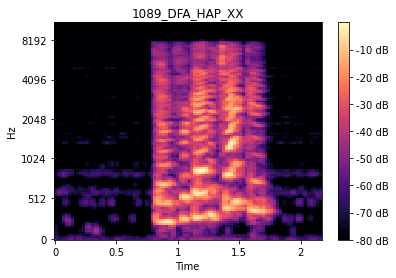 1089_DFA_HAP_XX
8192
4096
2048
1024
512
0
Hz
0
0.5
1
1.5
2
Time
-10 dB
-20 dB
-30 dB
-40 dB
-50 dB
-60 dB
-70 dB
-80 dB